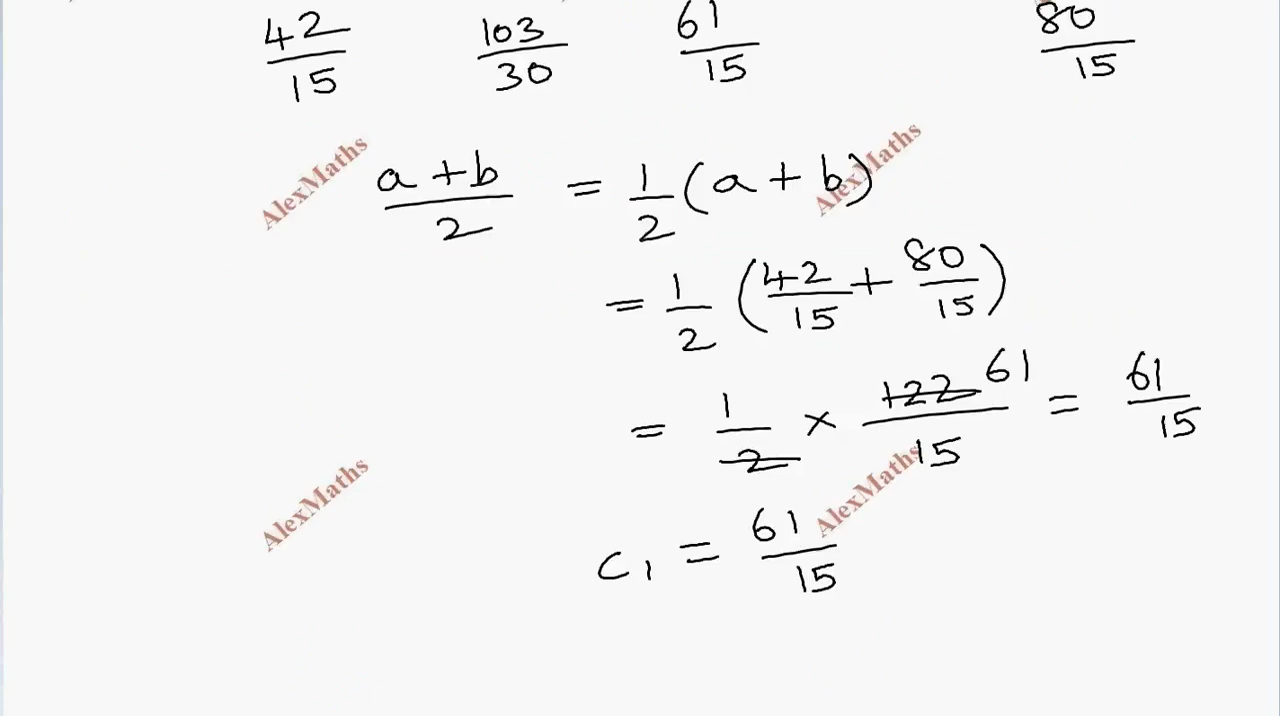 42/15 103/30 61/15 80/15
AlexMaths
AlexMaths
(a + b)/2 = 1/2 (a + b)
= 1/2 (42/15 + 80/15)
= 1/2 × 122/15 61 = 61/15
AlexMaths
AlexMaths
c₁ = 61/15